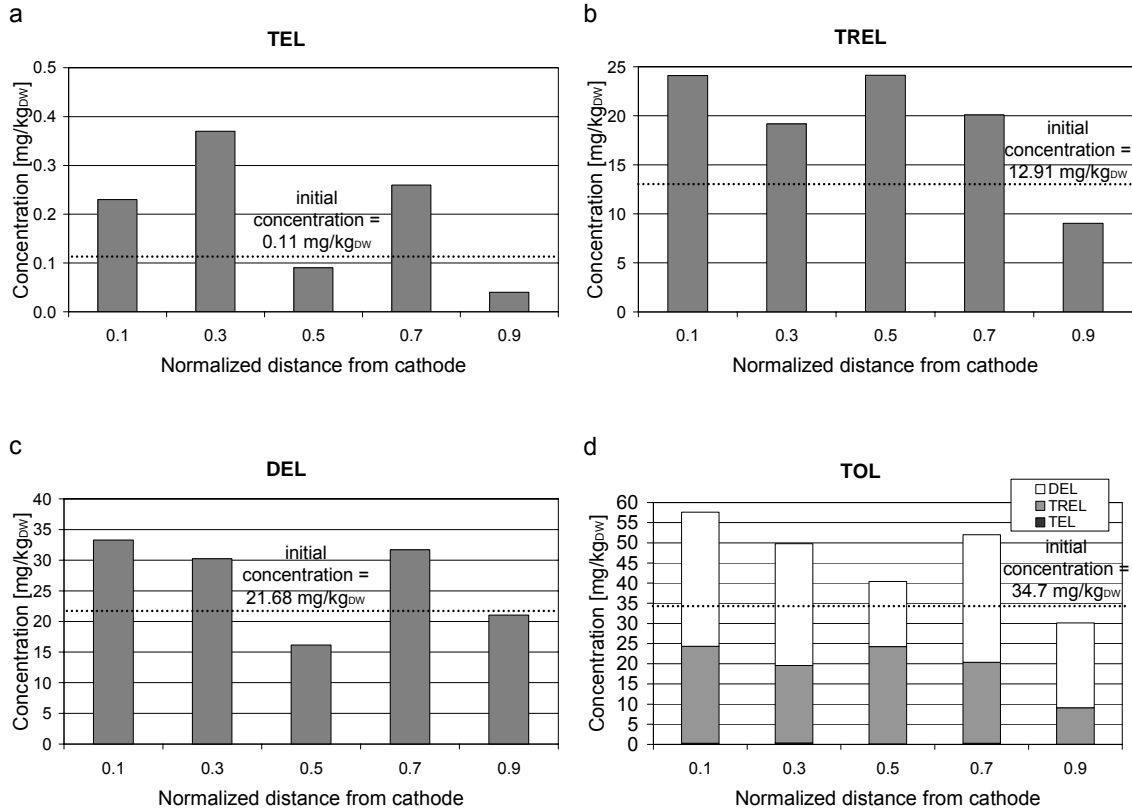 a
TEL
Concentration [mg/kgDW]
0.5
0.4
0.3
0.2
0.1
0.0
initial
concentration =
0.11 mg/kgDW
0.1 0.3 0.5 0.7 0.9
Normalized distance from cathode
b
TREL
Concentration [mg/kgDW]
25
20
15
10
5
0
initial
concentration =
12.91 mg/kgDW
0.1 0.3 0.5 0.7 0.9
Normalized distance from cathode
c
DEL
Concentration [mg/kgDW]
40
35
30
25
20
15
10
5
0
initial
concentration =
21.68 mg/kgDW
0.1 0.3 0.5 0.7 0.9
Normalized distance from cathode
d
TOL
Concentration [mg/kgDW]
60
55
50
45
40
35
30
25
20
15
10
5
0
DEL
TREL
TEL
initial
concentration =
34.7 mg/kgDW
0.1 0.3 0.5 0.7 0.9
Normalized distance from cathode